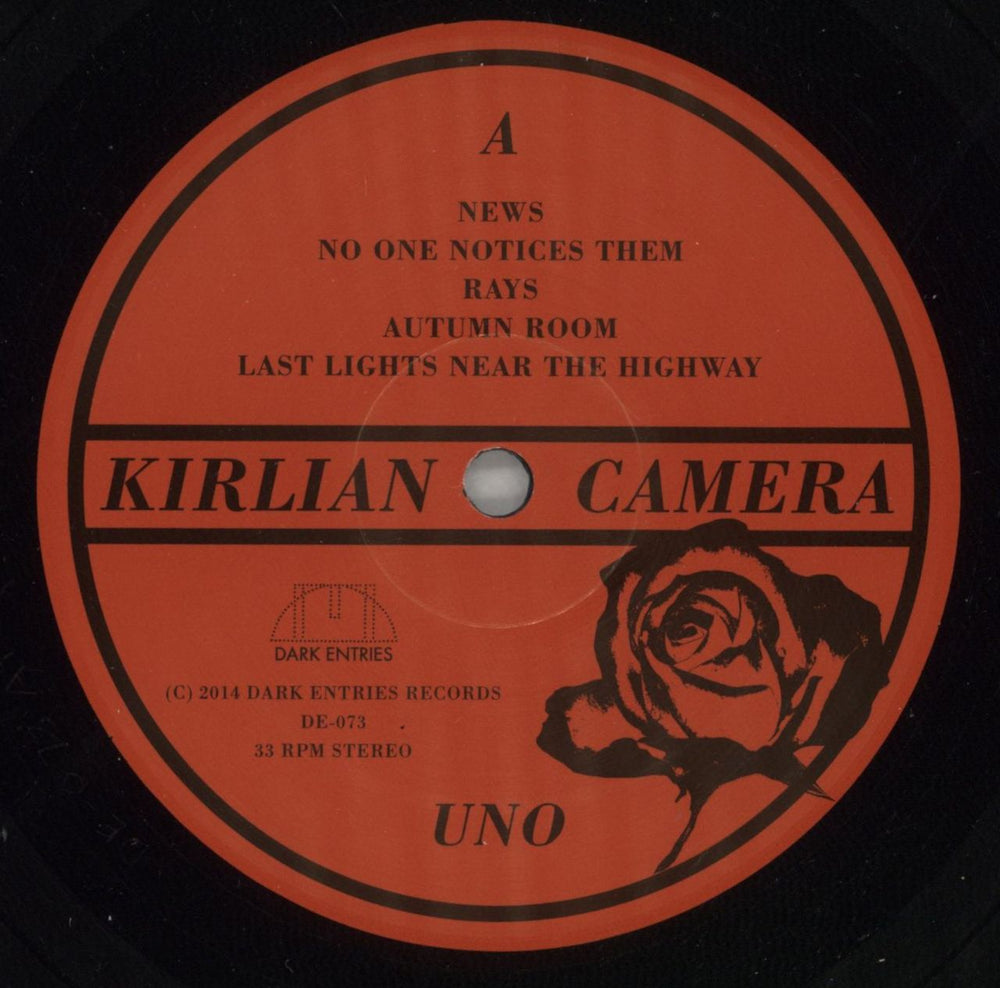 A
NEWS
NO ONE NOTICES THEM
RAYS
AUTUMN ROOM
LAST LIGHTS NEAR THE HIGHWAY
KIRLIAN CAMERA
DARK ENTRIES
(C) 2014 DARK ENTRIES RECORDS
DE-073
33 RPM STEREO
UNO